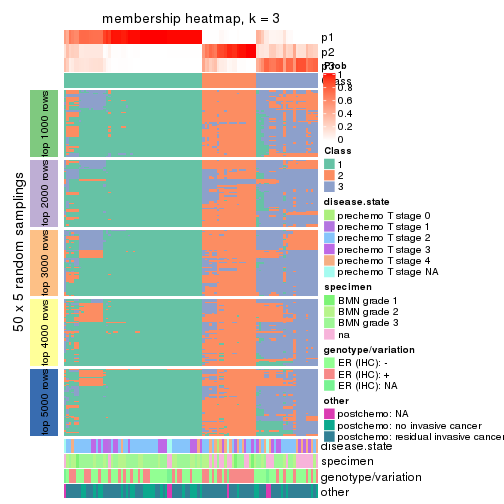 membership heatmap, k = 3
p1
p2
p3
Prob
1
0.8
0.6
0.4
0.2
0
Class
Class
1
2
3
disease.state
prechemo T stage 0
prechemo T stage 1
prechemo T stage 2
prechemo T stage 3
prechemo T stage 4
prechemo T stage NA
specimen
BMN grade 1
BMN grade 2
BMN grade 3
na
genotype/variation
ER (IHC): -
ER (IHC): +
ER (IHC): NA
other
postchemo: NA
postchemo: no invasive cancer
postchemo: residual invasive cancer
50 x 5 random samplings
top 1000 rows
top 2000 rows
top 3000 rows
top 4000 rows
top 5000 rows
disease.state
specimen
genotype/variation
other